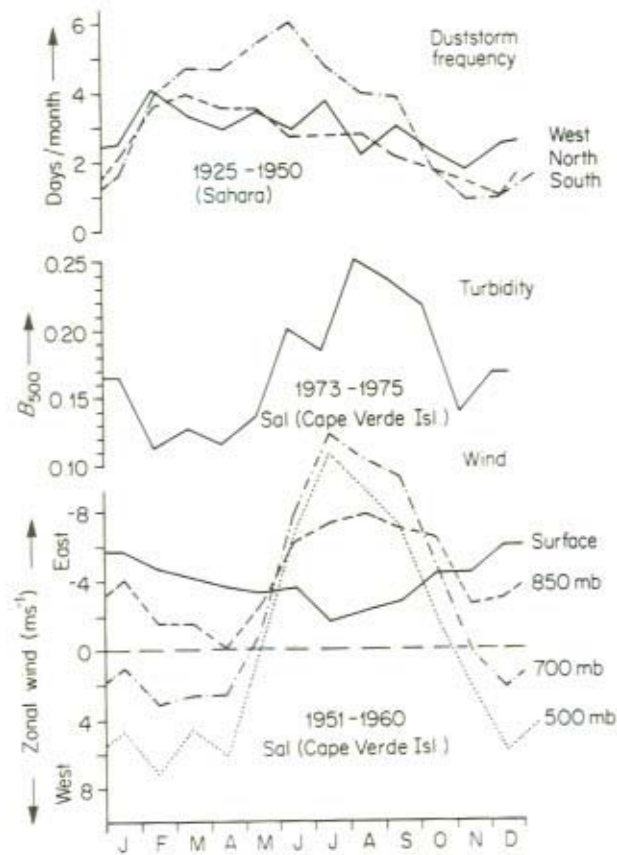 Duststorm
frequency
Days/month
6
4
2
0
West
North
South
1925-1950
(Sahara)
Turbidity
B500
0.25
0.20
0.15
0.10
1973-1975
Sal (Cape Verde Isl.)
Wind
Zonal wind (ms⁻¹)
East
West
-8
-4
0
4
8
Surface
850 mb
700 mb
500 mb
1951-1960
Sal (Cape Verde Isl.)
J F M A M J J A S O N D